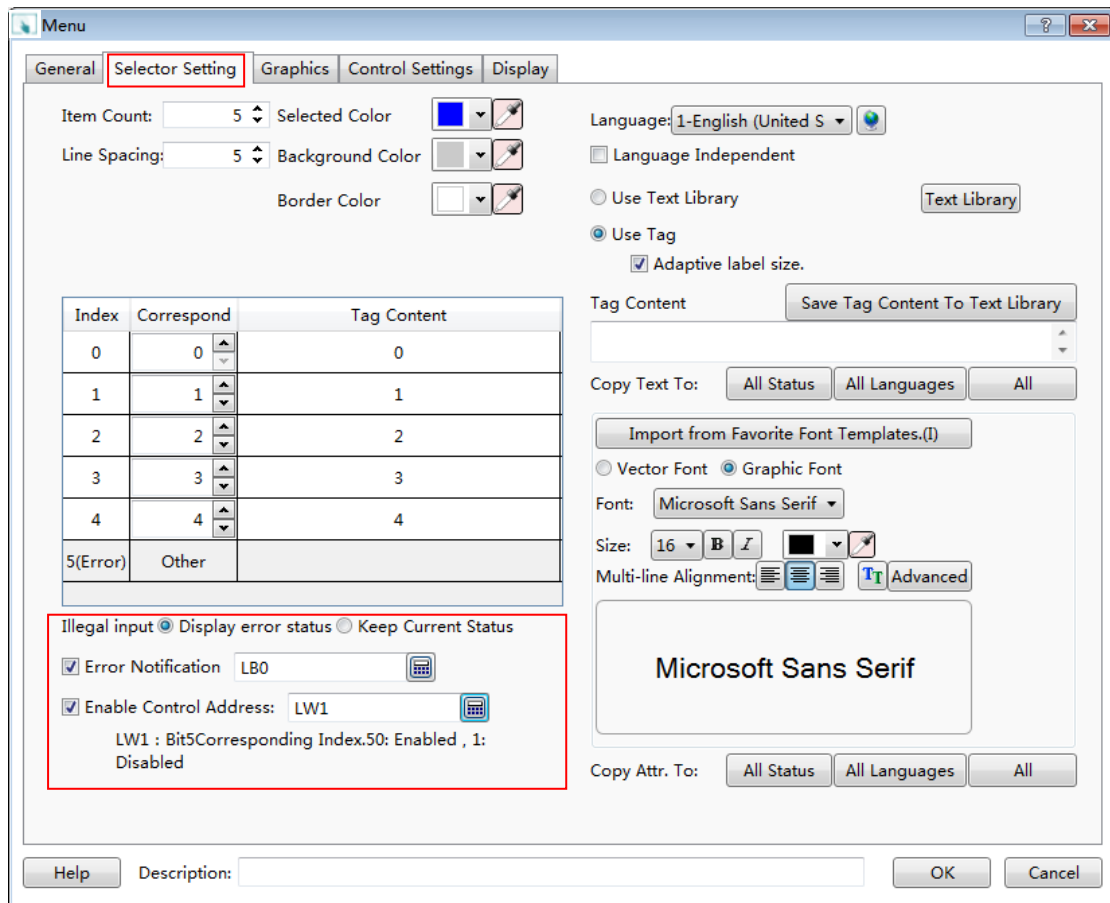 Menu
General Selector Setting Graphics Control Settings Display
Item Count: 5 Selected Color
Line Spacing: 5 Background Color
Border Color
Language: 1-English (United S
Language Independent
Use Text Library Text Library
Use Tag
Adaptive label size.
Index Correspond Tag Content
0 0 0
1 1 1
2 2 2
3 3 3
4 4 4
5(Error) Other
Tag Content Save Tag Content To Text Library
Copy Text To: All Status All Languages All
Import from Favorite Font Templates.(I)
Vector Font Graphic Font
Font: Microsoft Sans Serif
Size: 16 B I
Multi-line Alignment: TT Advanced
Microsoft Sans Serif
Copy Attr. To: All Status All Languages All
Illegal input Display error status Keep Current Status
Error Notification LB0
Enable Control Address: LW1
LW1 : Bit5Corresponding Index.50: Enabled , 1:
Disabled
Help Description: OK Cancel